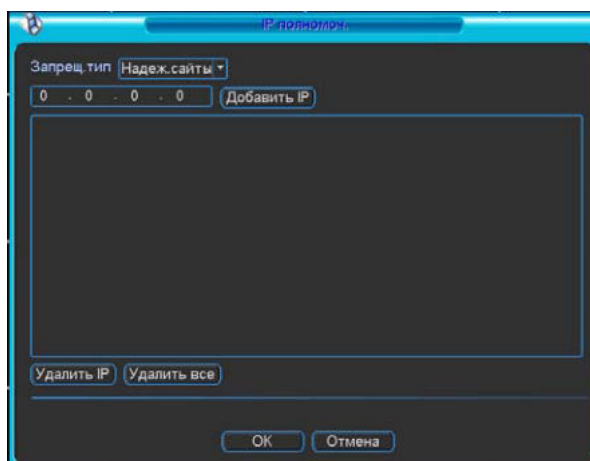 IP полномоч.
Запрещ.тип Надеж.сайты
0 . 0 . 0 . 0 Добавить IP
Удалить IP Удалить все
OK Отмена